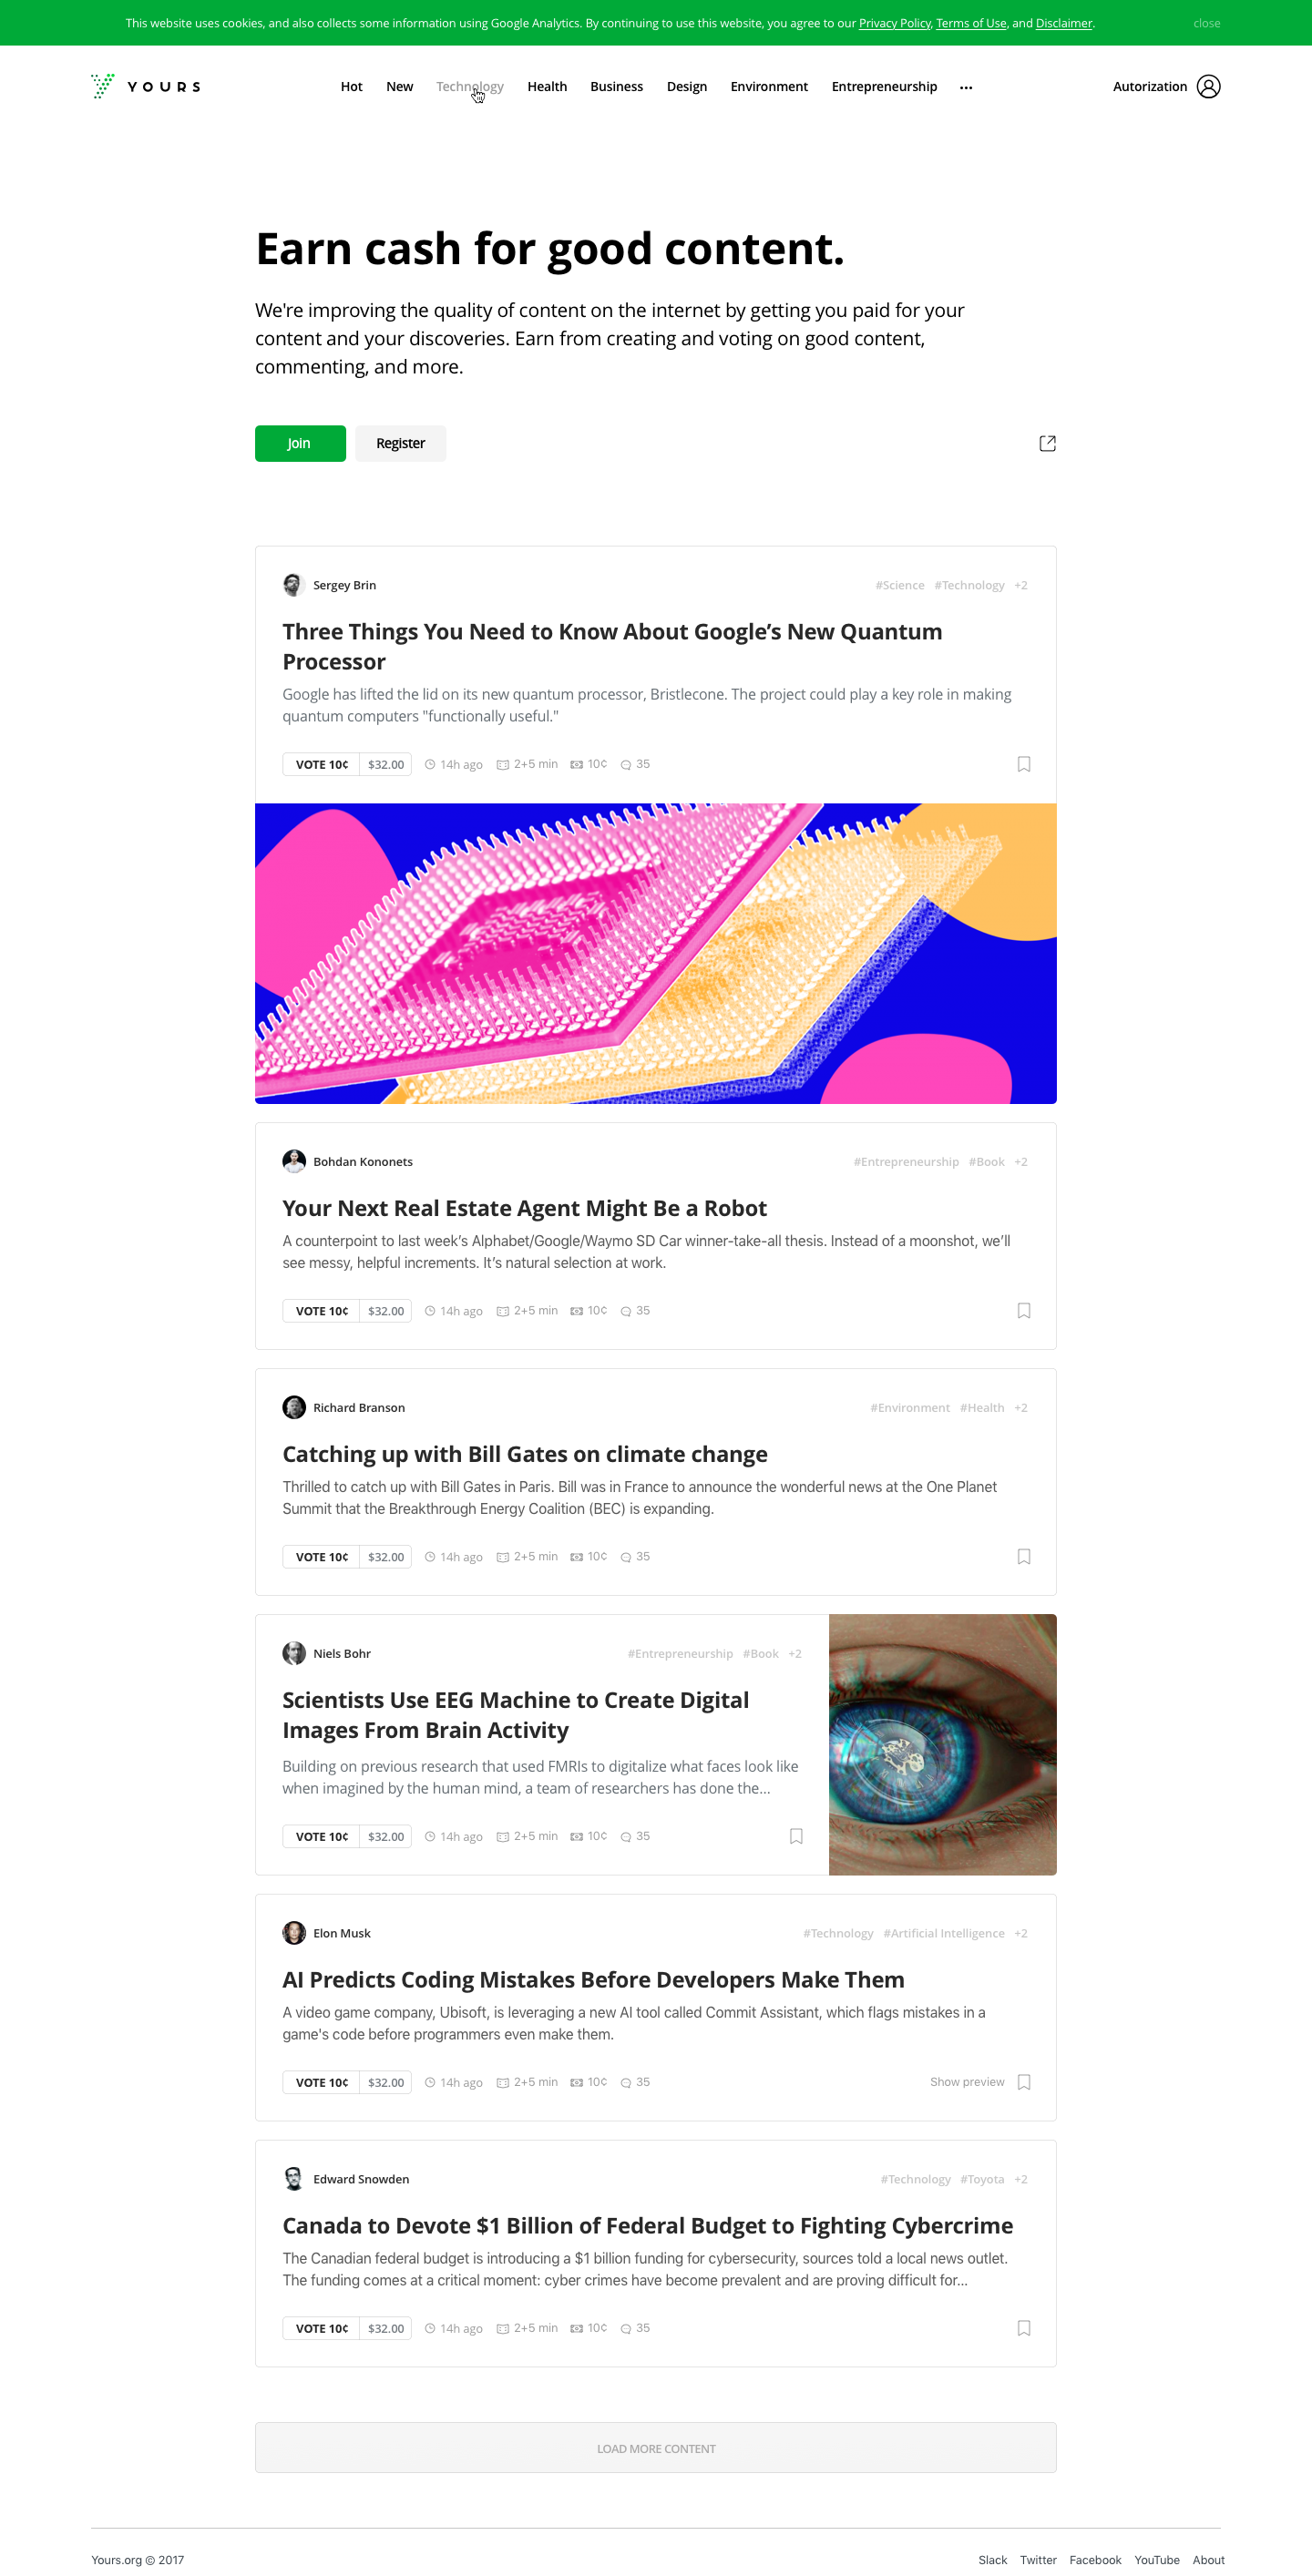 This website uses cookies, and also collects some information using Google Analytics. By continuing to use this website, you agree to our Privacy Policy, Terms of Use, and Disclaimer.
close
YOURS
Hot New Technology Health Business Design Environment Entrepreneurship ...
Autorization
Earn cash for good content.
We're improving the quality of content on the internet by getting you paid for your
content and your discoveries. Earn from creating and voting on good content,
commenting, and more.
Join Register
Sergey Brin #Science #Technology +2
Three Things You Need to Know About Google’s New Quantum
Processor
Google has lifted the lid on its new quantum processor, Bristlecone. The project could play a key role in making
quantum computers "functionally useful."
VOTE 10¢ $32.00 14h ago 2+5 min 10¢ 35
Bohdan Kononets #Entrepreneurship #Book +2
Your Next Real Estate Agent Might Be a Robot
A counterpoint to last week’s Alphabet/Google/Waymo SD Car winner-take-all thesis. Instead of a moonshot, we’ll
see messy, helpful increments. It’s natural selection at work.
VOTE 10¢ $32.00 14h ago 2+5 min 10¢ 35
Richard Branson #Environment #Health +2
Catching up with Bill Gates on climate change
Thrilled to catch up with Bill Gates in Paris. Bill was in France to announce the wonderful news at the One Planet
Summit that the Breakthrough Energy Coalition (BEC) is expanding.
VOTE 10¢ $32.00 14h ago 2+5 min 10¢ 35
Niels Bohr #Entrepreneurship #Book +2
Scientists Use EEG Machine to Create Digital
Images From Brain Activity
Building on previous research that used FMRIs to digitalize what faces look like
when imagined by the human mind, a team of researchers has done the...
VOTE 10¢ $32.00 14h ago 2+5 min 10¢ 35
Elon Musk #Technology #Artificial Intelligence +2
AI Predicts Coding Mistakes Before Developers Make Them
A video game company, Ubisoft, is leveraging a new AI tool called Commit Assistant, which flags mistakes in a
game's code before programmers even make them.
VOTE 10¢ $32.00 14h ago 2+5 min 10¢ 35 Show preview
Edward Snowden #Technology #Toyota +2
Canada to Devote $1 Billion of Federal Budget to Fighting Cybercrime
The Canadian federal budget is introducing a $1 billion funding for cybersecurity, sources told a local news outlet.
The funding comes at a critical moment: cyber crimes have become prevalent and are proving difficult for...
VOTE 10¢ $32.00 14h ago 2+5 min 10¢ 35
LOAD MORE CONTENT
Yours.org © 2017 Slack Twitter Facebook YouTube About